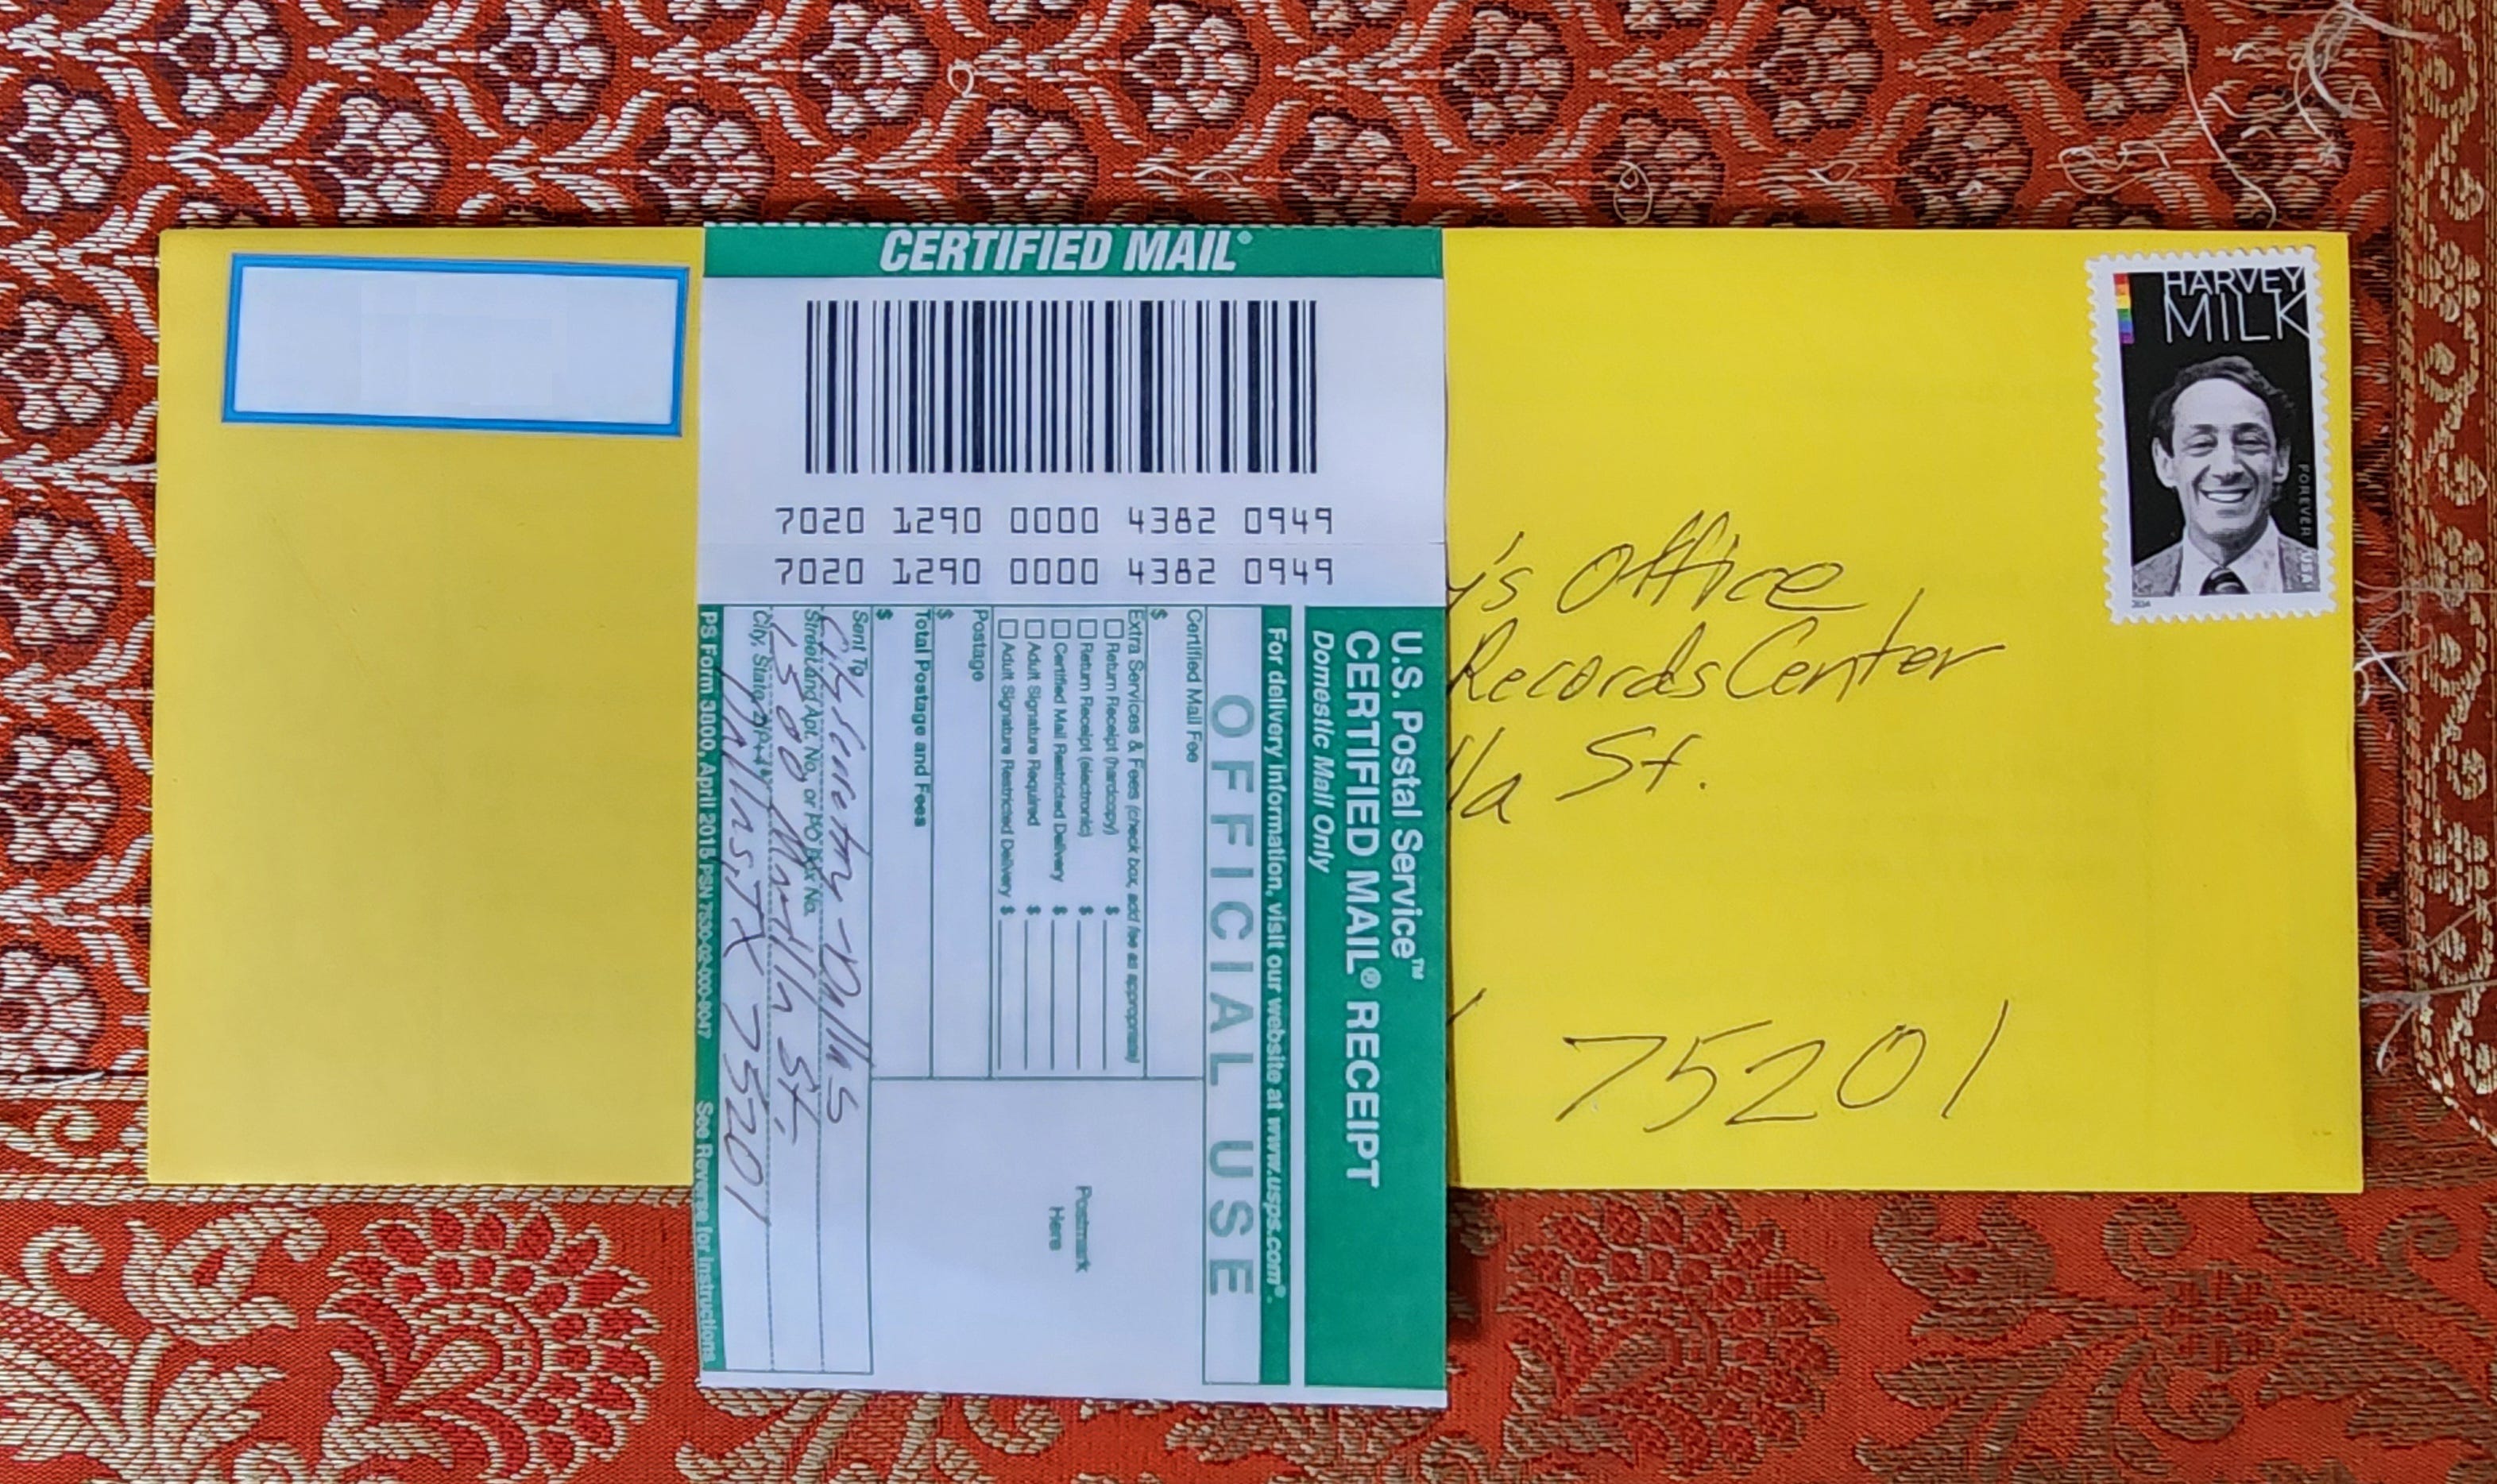 CERTIFIED MAIL®
7020 1290 0000 4382 0949
7020 1290 0000 4382 0949
U.S. Postal Service™
CERTIFIED MAIL® RECEIPT
Domestic Mail Only
For delivery information, visit our website at www.usps.com®.
OFFICIAL USE
Certified Mail Fee
$
Extra Services & Fees (check box, add fee as appropriate)
Return Receipt (hardcopy) $
Return Receipt (electronic) $
Certified Mail Restricted Delivery $
Adult Signature Required $
Adult Signature Restricted Delivery $
Postmark
Here
Postage
$
Total Postage and Fees
$
Sent To
City Secretary - Dallas
Street and Apt. No., or PO Box No.
1500 Marilla St.
City, State, ZIP+4®
Dallas, TX 75201
PS Form 3800, April 2015 PSN 7530-02-000-9047 See Reverse for Instructions
y's Office
Records Center
lla St.
75201
HARVEY
MILK
FOREVER USA
2014